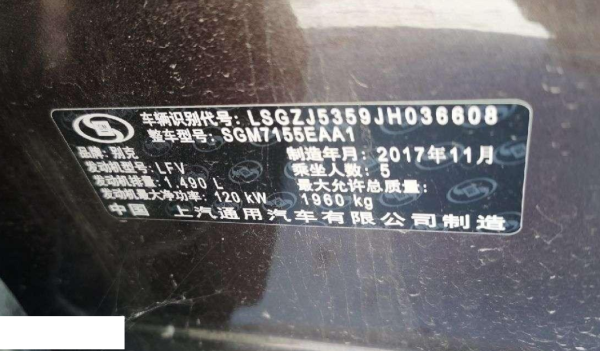 车辆识别代号: LSGZJ5359JH036608
整车型号: SGM7155EAA1
品牌: 别克 制造年月: 2017年11月
发动机型号: LFV 乘坐人数: 5
发动机排量: 1.490 L 最大允许总质量:
发动机最大净功率: 120 kW 1960 kg
中国 上汽通用汽车有限公司制造